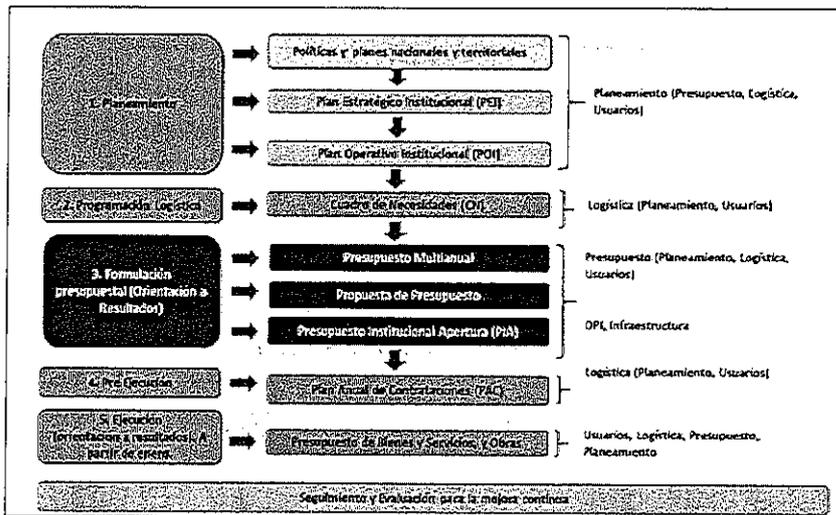 Políticas y planes nacionales y territoriales
1. Planeamiento
Plan Estratégico Institucional (PEI)
Plan Operativo Institucional (POI)
Planeamiento (Presupuesto, Logística,
Usuarios)
2. Programación Logística
Cuadro de Necesidades (CN)
Logística (Planeamiento, Usuarios)
3. Formulación
presupuestal (Orientación a
Resultados)
Presupuesto Multianual
Propuesta de Presupuesto
Presupuesto Institucional Apertura (PIA)
Presupuesto (Planeamiento, Logística,
Usuarios)
OPI, Infraestructura
4. Pre Ejecución
Plan Anual de Contrataciones (PAC)
Logística (Planeamiento, Usuarios)
5. Ejecución
(orientación a resultados). A
partir de enero.
Presupuesto de Bienes y Servicios, y Obras
Usuarios, Logística, Presupuesto,
Planeamiento
Seguimiento y Evaluación para la mejora continua